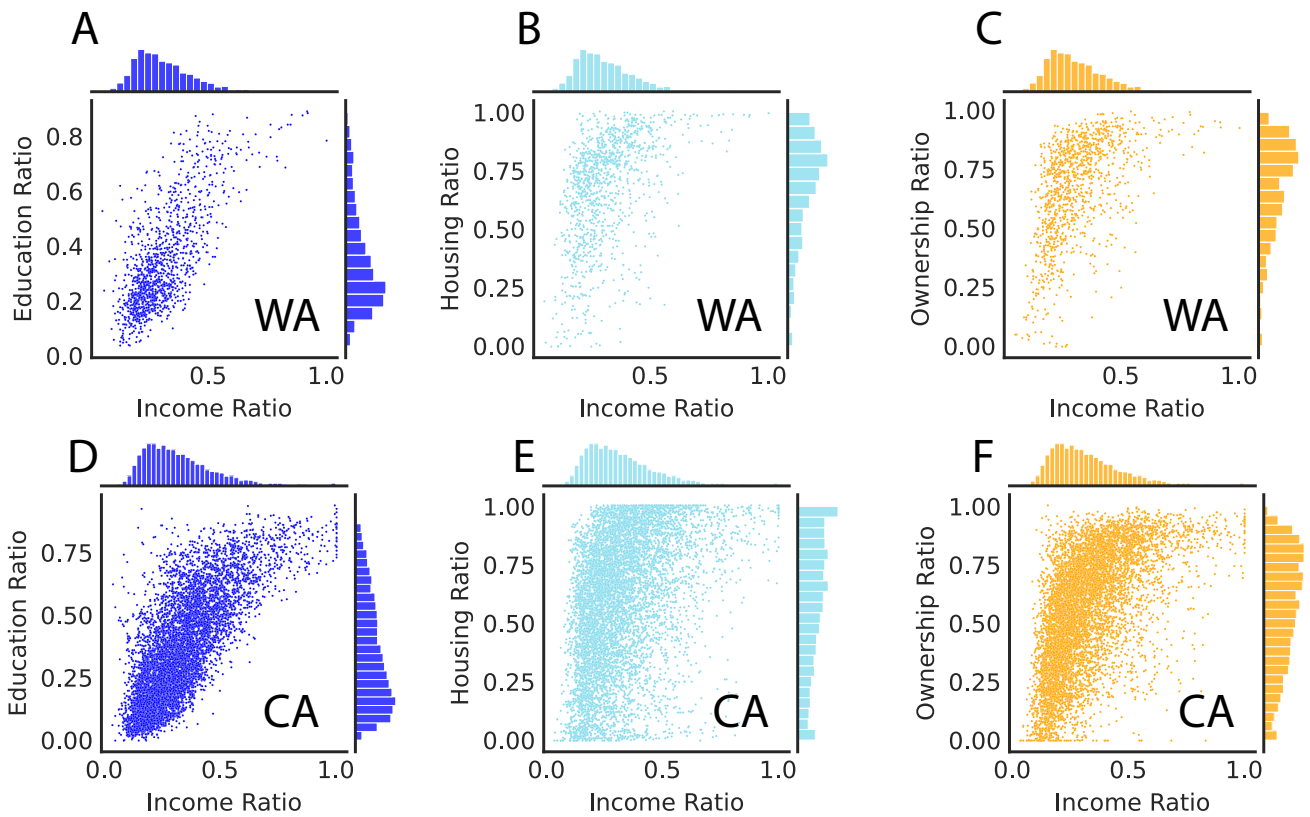 A
Education Ratio
0.8
0.6
0.4
0.2
0.0
WA
0.5
1.0
Income Ratio
B
Housing Ratio
1.00
0.75
0.50
0.25
0.00
WA
0.5
1.0
Income Ratio
C
Ownership Ratio
1.00
0.75
0.50
0.25
0.00
WA
0.5
1.0
Income Ratio
D
Education Ratio
0.75
0.50
0.25
0.00
CA
0.0
0.5
1.0
Income Ratio
E
Housing Ratio
1.00
0.75
0.50
0.25
0.00
CA
0.0
0.5
1.0
Income Ratio
F
Ownership Ratio
1.00
0.75
0.50
0.25
0.00
CA
0.0
0.5
1.0
Income Ratio